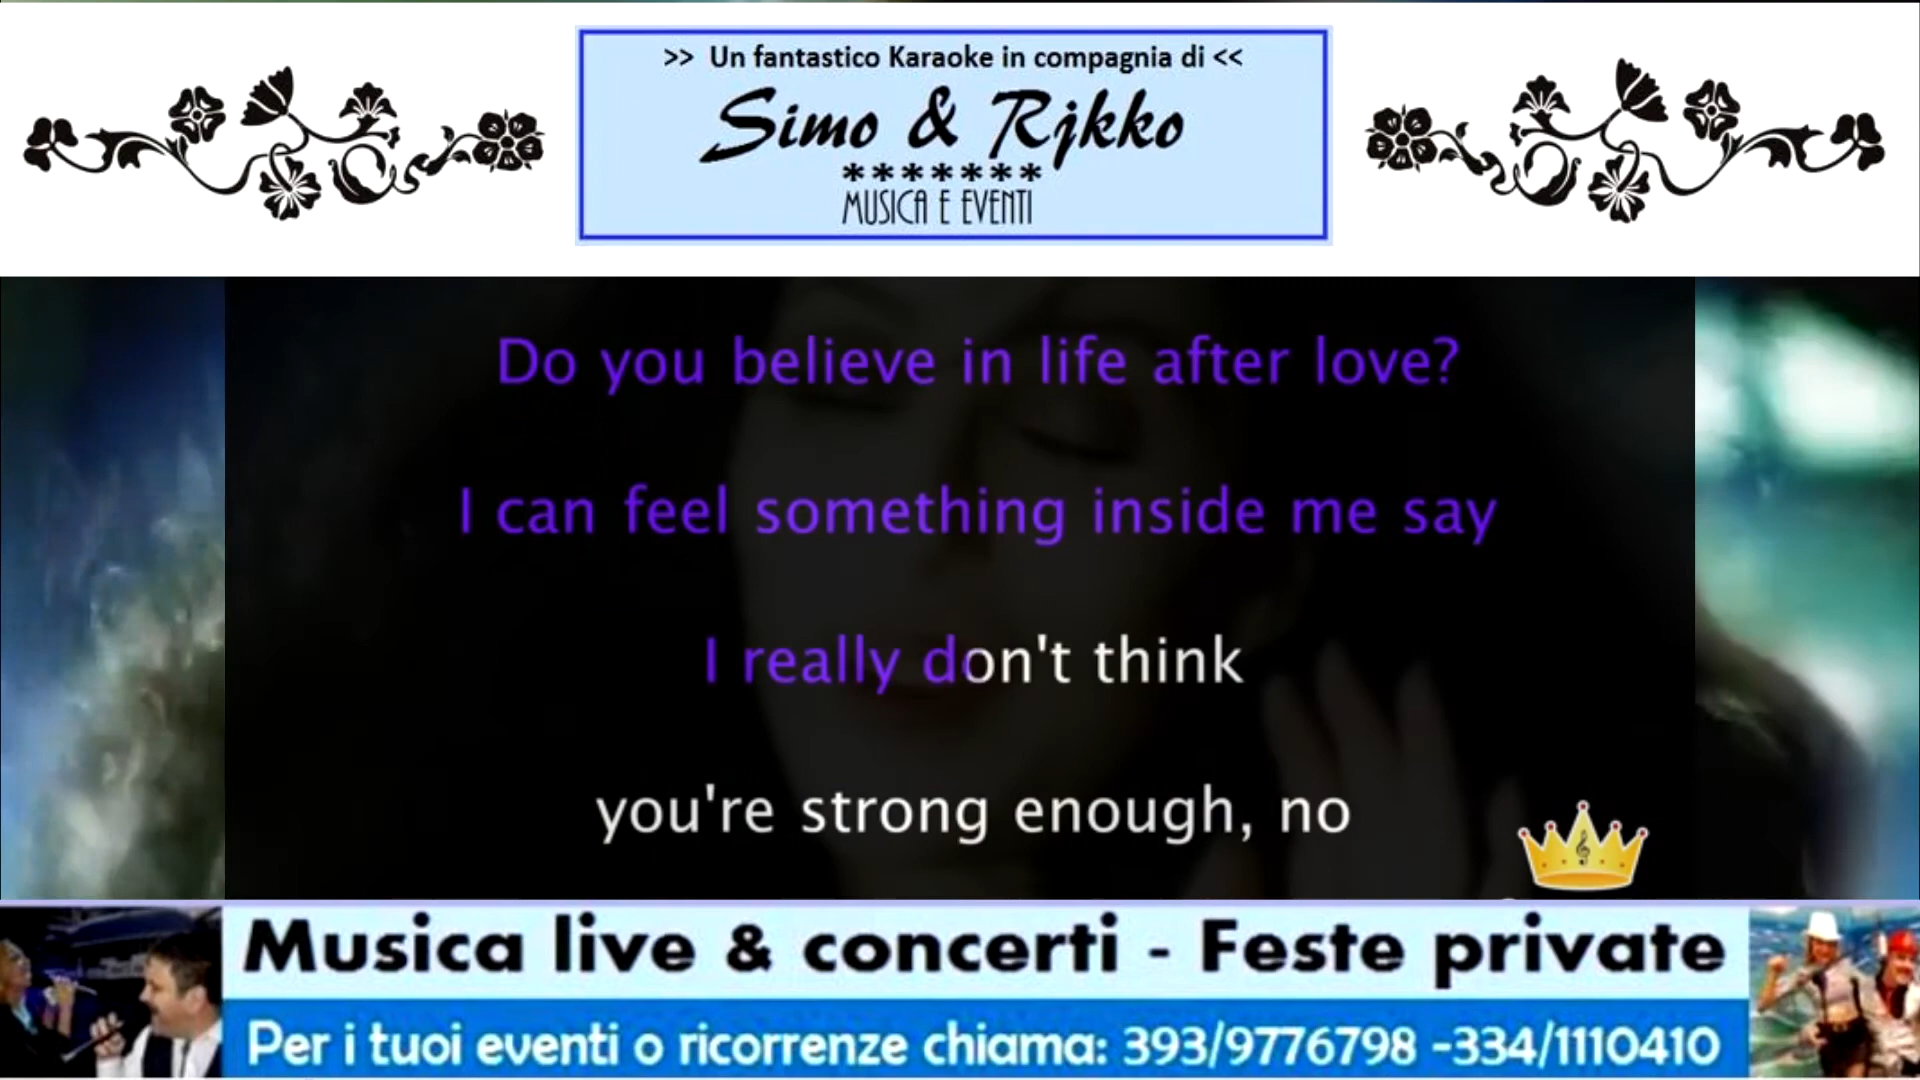 >> Un fantastico Karaoke in compagnia di <<
Simo & Rjkko
*******
MUSICA E EVENTI
Do you believe in life after love?
I can feel something inside me say
I really don't think
you're strong enough, no
Musica live & concerti - Feste private
Per i tuoi eventi o ricorrenze chiama: 393/9776798 -334/1110410